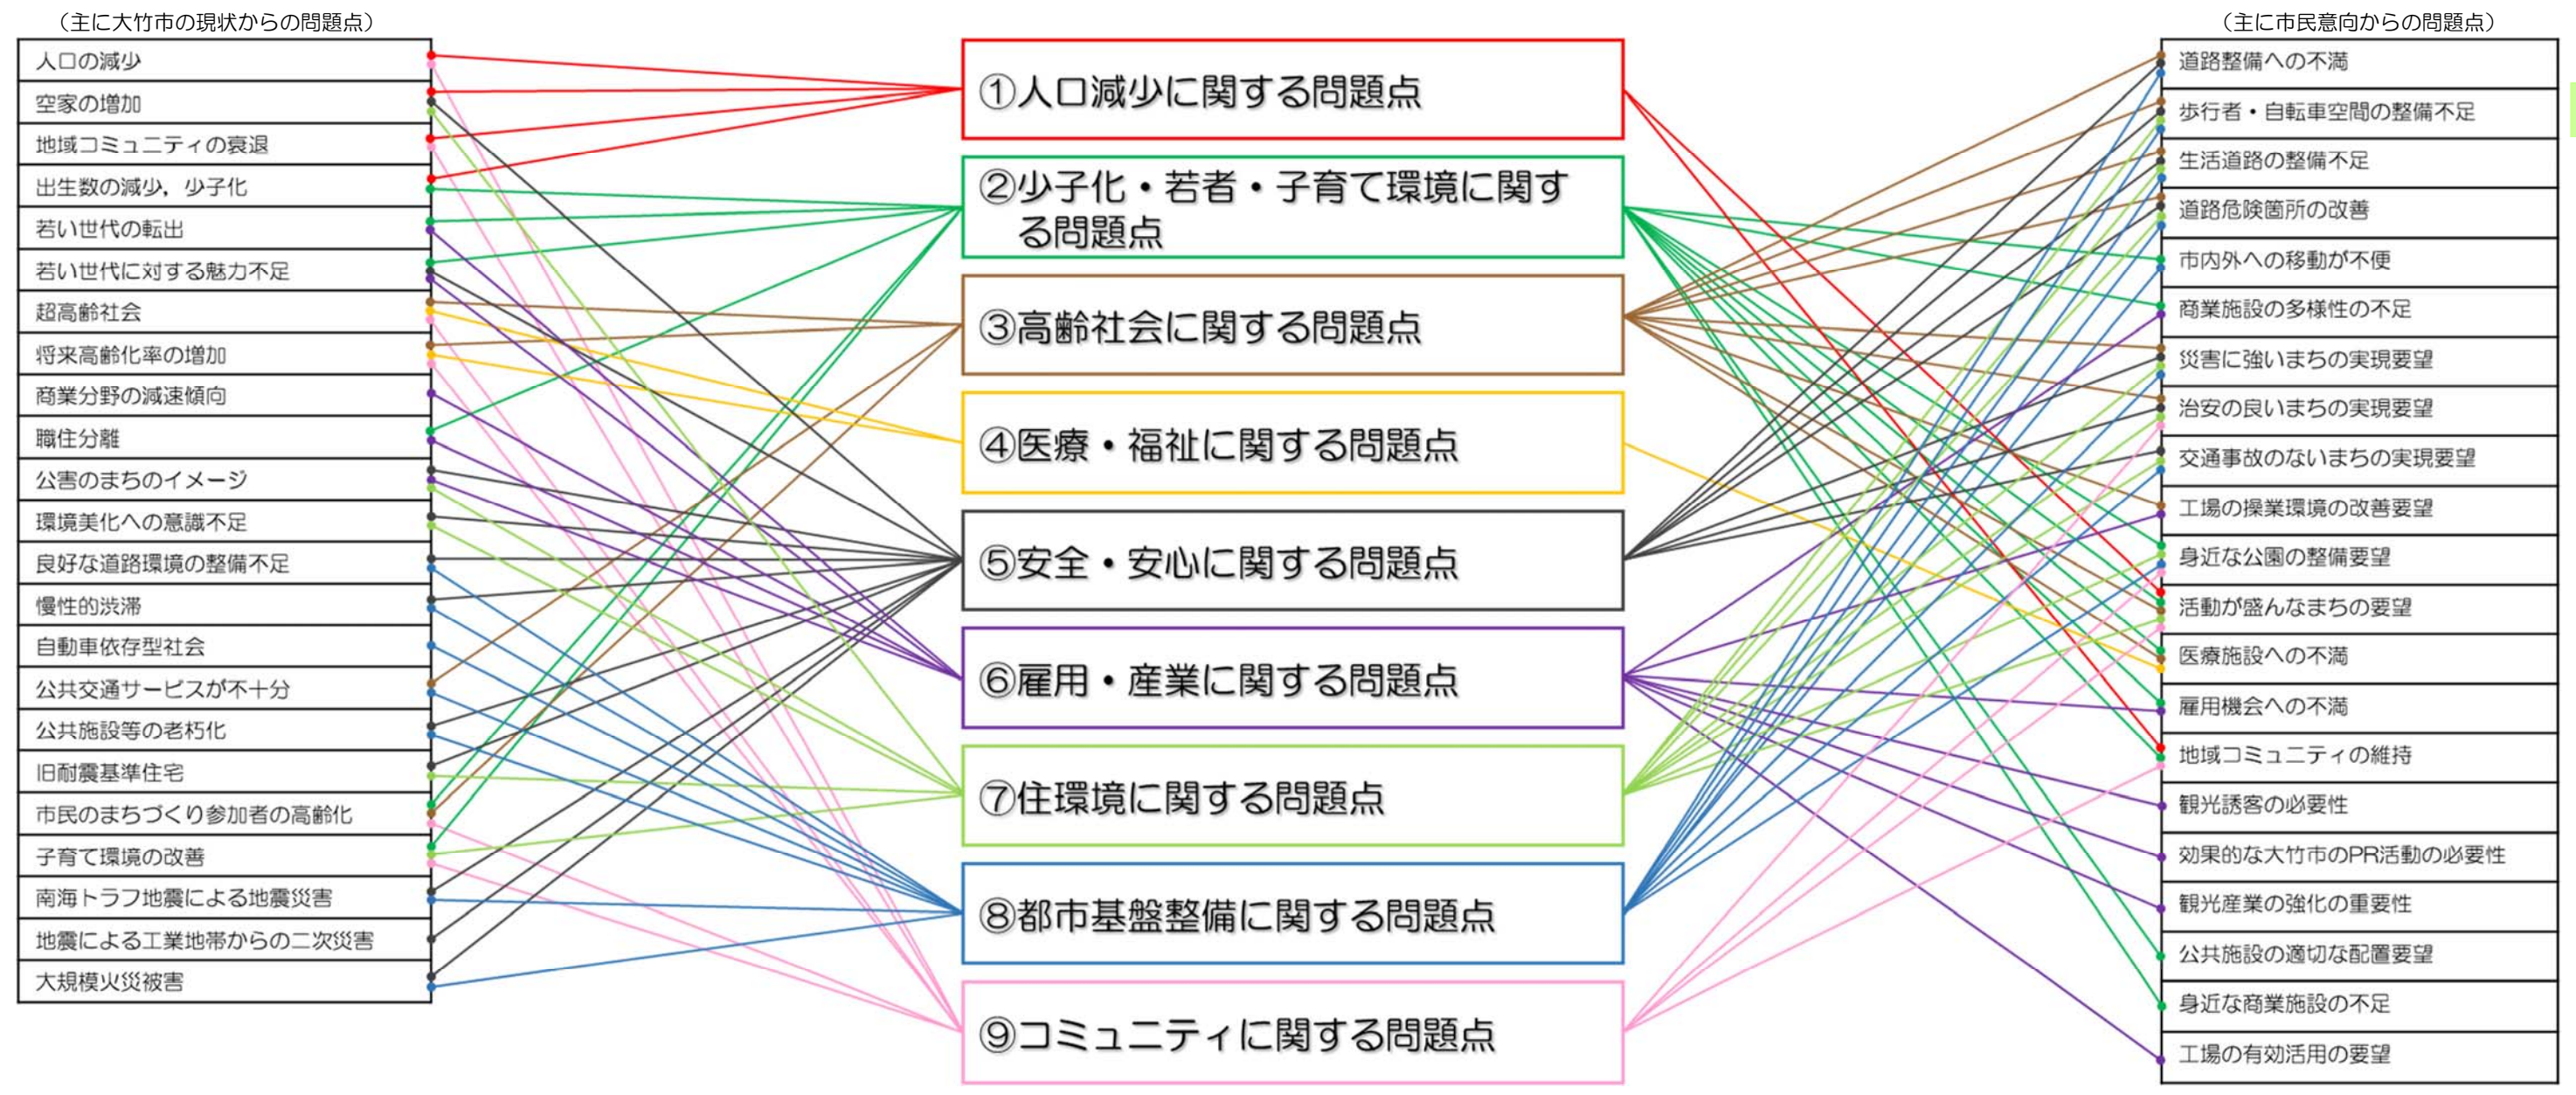 （主に大竹市の現状からの問題点）
人口の減少
空家の増加
地域コミュニティの衰退
出生数の減少，少子化
若い世代の転出
若い世代に対する魅力不足
超高齢社会
将来高齢化率の増加
商業分野の減速傾向
職住分離
公害のまちのイメージ
環境美化への意識不足
良好な道路環境の整備不足
慢性的渋滞
自動車依存型社会
公共交通サービスが不十分
公共施設等の老朽化
旧耐震基準住宅
市民のまちづくり参加者の高齢化
子育て環境の改善
南海トラフ地震による地震災害
地震による工業地帯からの二次災害
大規模火災被害
①人口減少に関する問題点
②少子化・若者・子育て環境に関す
る問題点
③高齢社会に関する問題点
④医療・福祉に関する問題点
⑤安全・安心に関する問題点
⑥雇用・産業に関する問題点
⑦住環境に関する問題点
⑧都市基盤整備に関する問題点
⑨コミュニティに関する問題点
（主に市民意向からの問題点）
道路整備への不満
歩行者・自転車空間の整備不足
生活道路の整備不足
道路危険箇所の改善
市内外への移動が不便
商業施設の多様性の不足
災害に強いまちの実現要望
治安の良いまちの実現要望
交通事故のないまちの実現要望
工場の操業環境の改善要望
身近な公園の整備要望
活動が盛んなまちの要望
医療施設への不満
雇用機会への不満
地域コミュニティの維持
観光誘客の必要性
効果的な大竹市のPR活動の必要性
観光産業の強化の重要性
公共施設の適切な配置要望
身近な商業施設の不足
工場の有効活用の要望